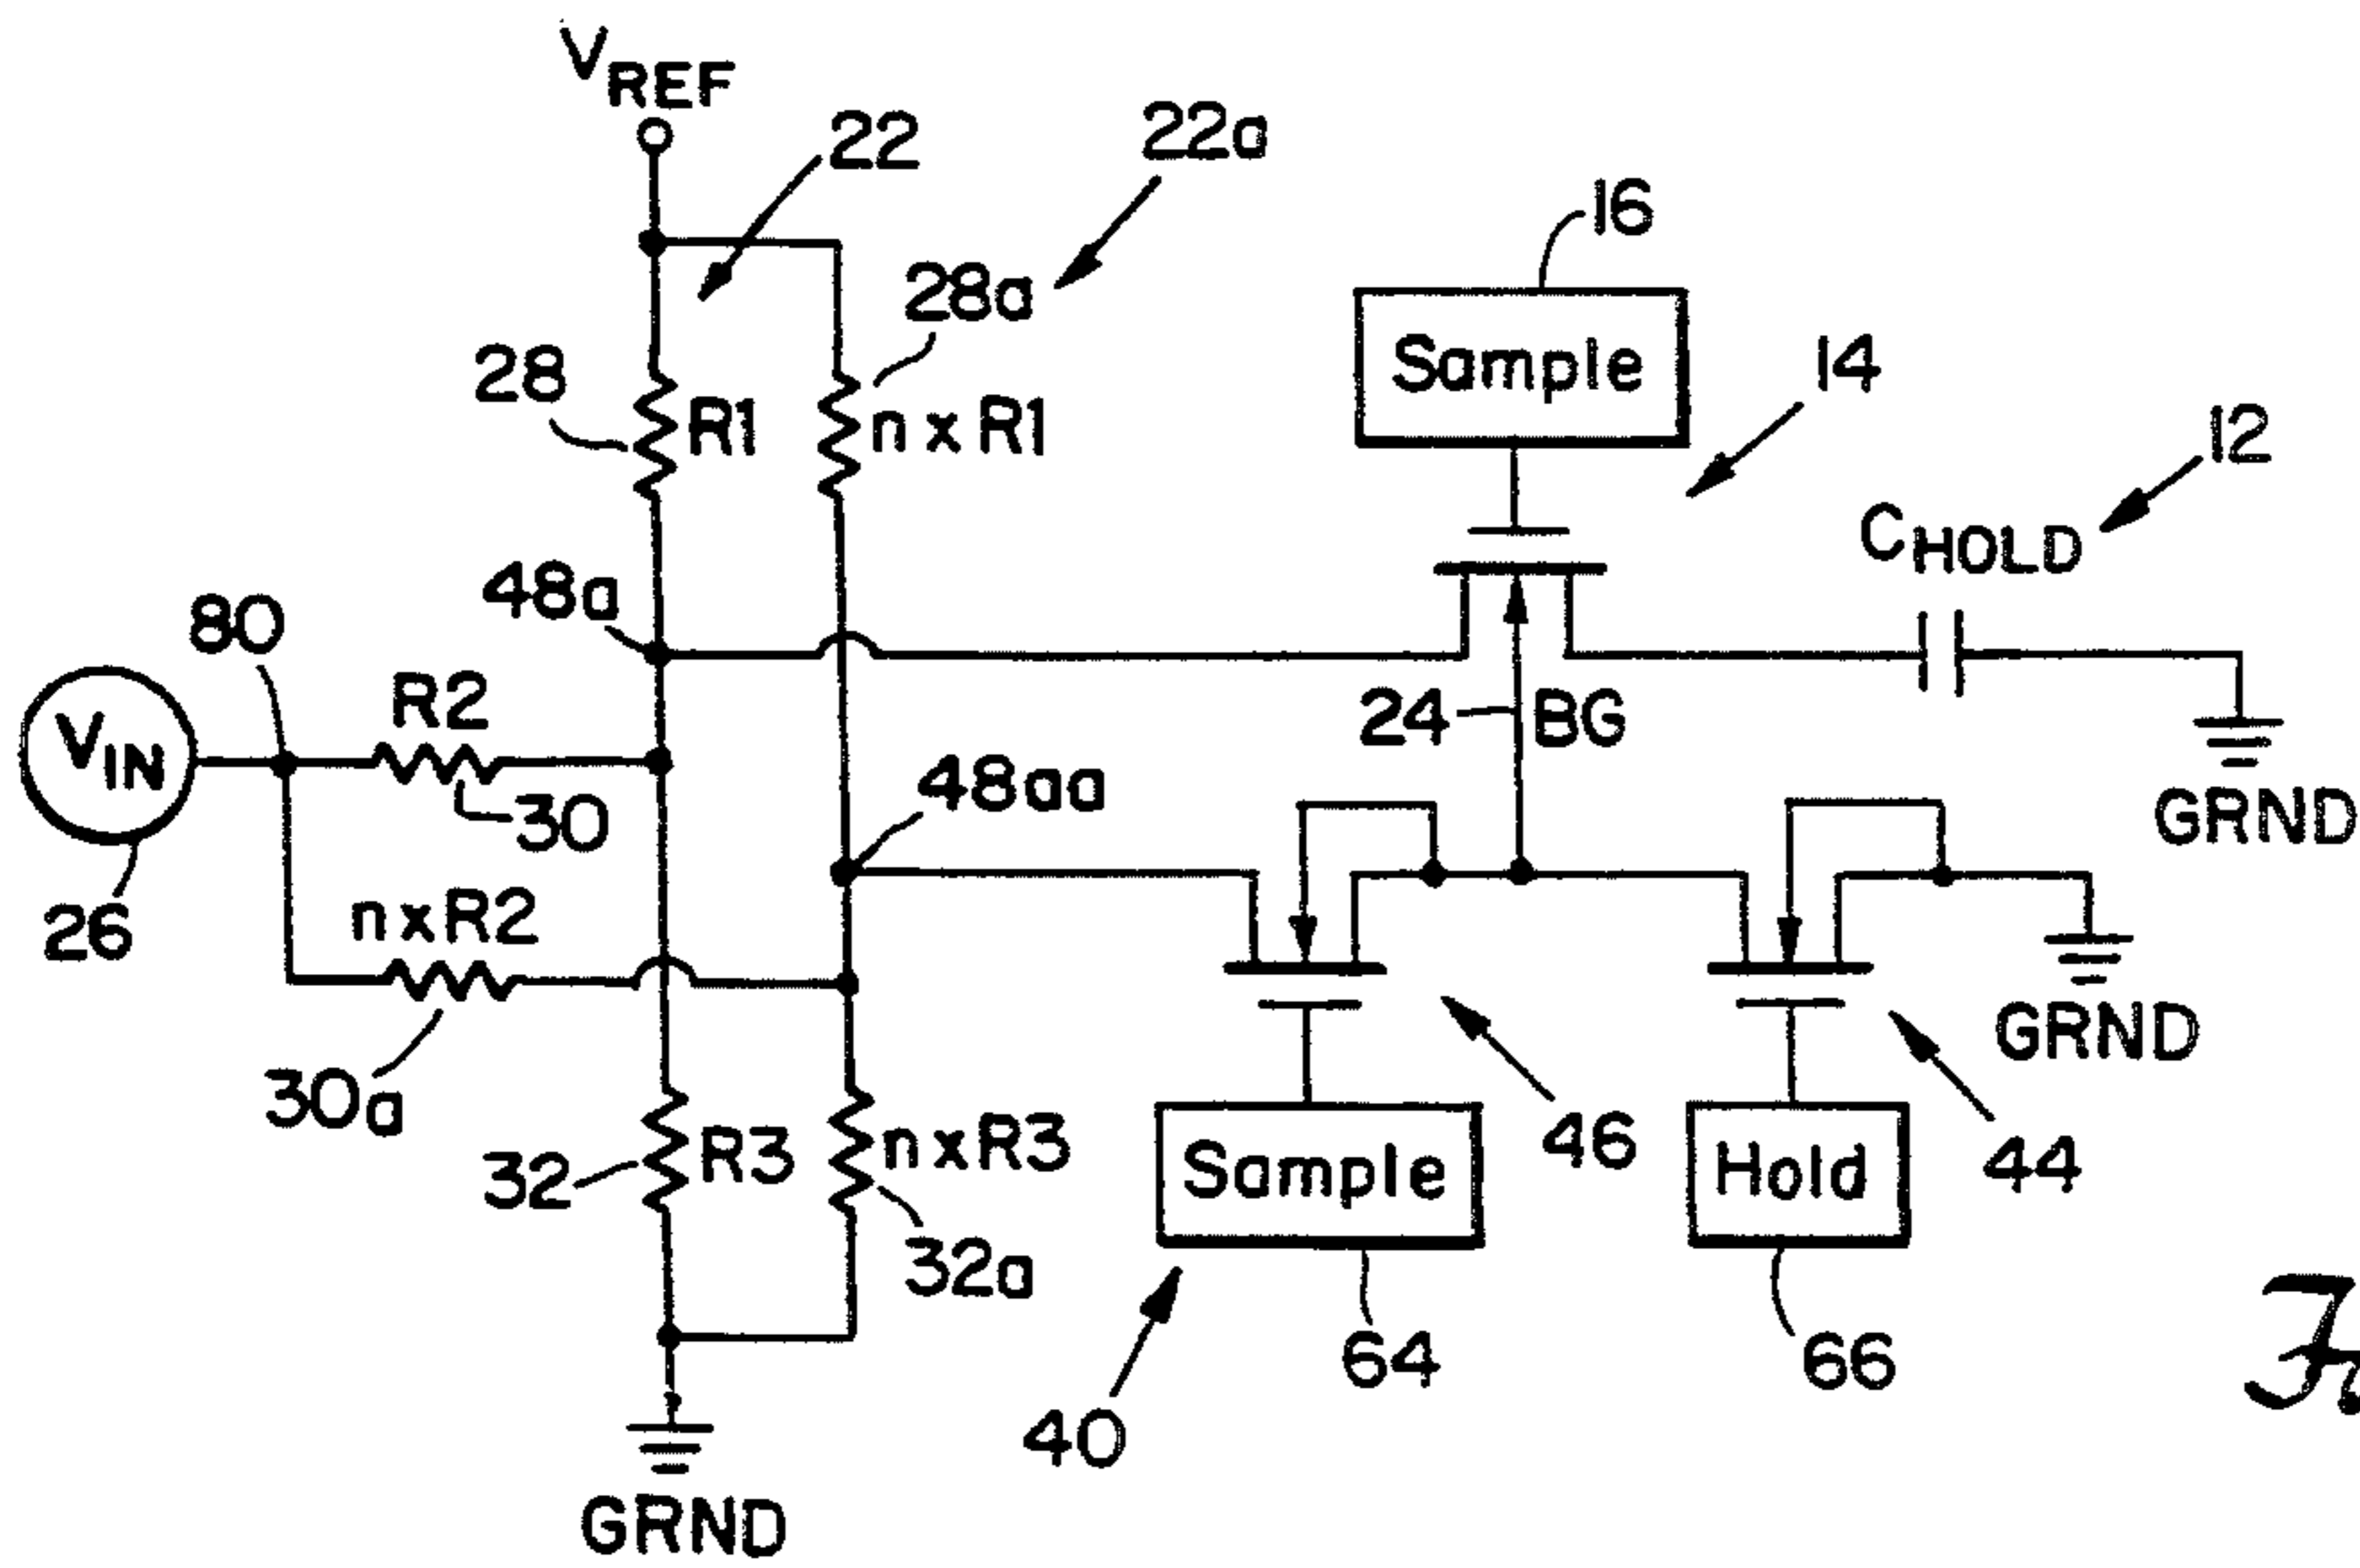 VREF
22
22a
16
28a
28
R1
n x R1
Sample
14
12
CHOLD
48a
80
R2
VIN
24
BG
30
48aa
GRND
26
n x R2
30a
GRND
32
R3
n x R3
32a
Sample
46
Hold
44
40
64
66
GRND